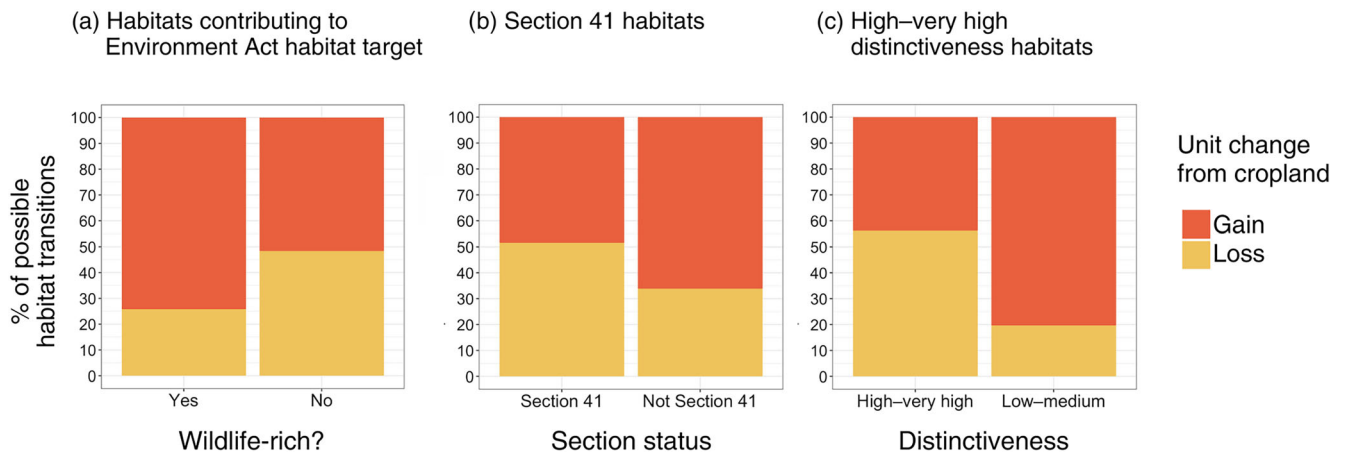 (a) Habitats contributing to
Environment Act habitat target
(b) Section 41 habitats
(c) High–very high
distinctiveness habitats
% of possible
habitat transitions
100
90
80
70
60
50
40
30
20
10
0
Yes
No
Wildlife-rich?
100
90
80
70
60
50
40
30
20
10
0
Section 41
Not Section 41
Section status
100
90
80
70
60
50
40
30
20
10
0
High–very high
Low–medium
Distinctiveness
Unit change
from cropland
Gain
Loss